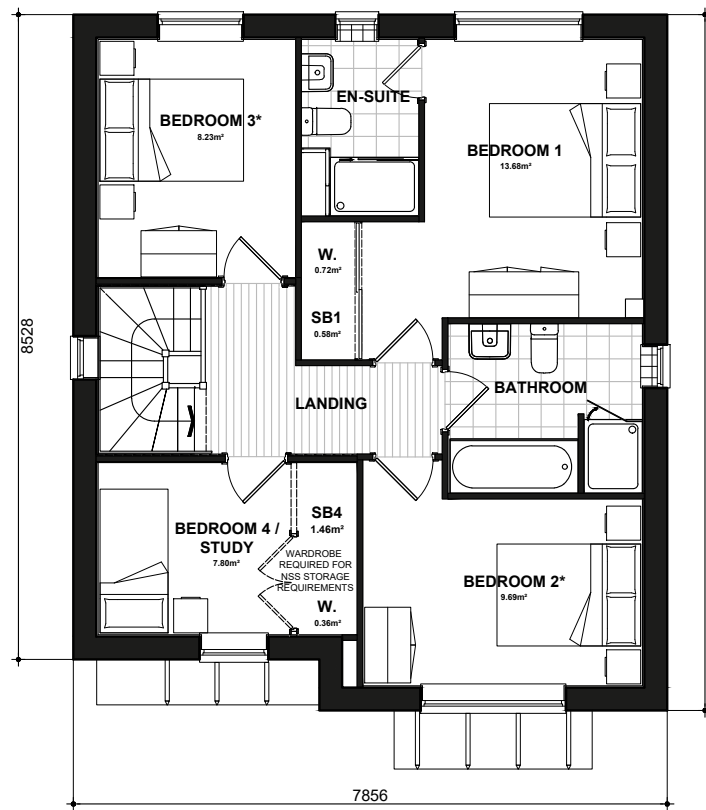 EN-SUITE
BEDROOM 3*
8.23m²
BEDROOM 1
13.68m²
W.
0.72m²
SB1
0.58m²
8528
BATHROOM
LANDING
SB4
1.46m²
BEDROOM 4 /
STUDY
7.80m²
WARDROBE
REQUIRED FOR
NSS STORAGE
REQUIREMENTS
W.
0.36m²
BEDROOM 2*
9.69m²
7856